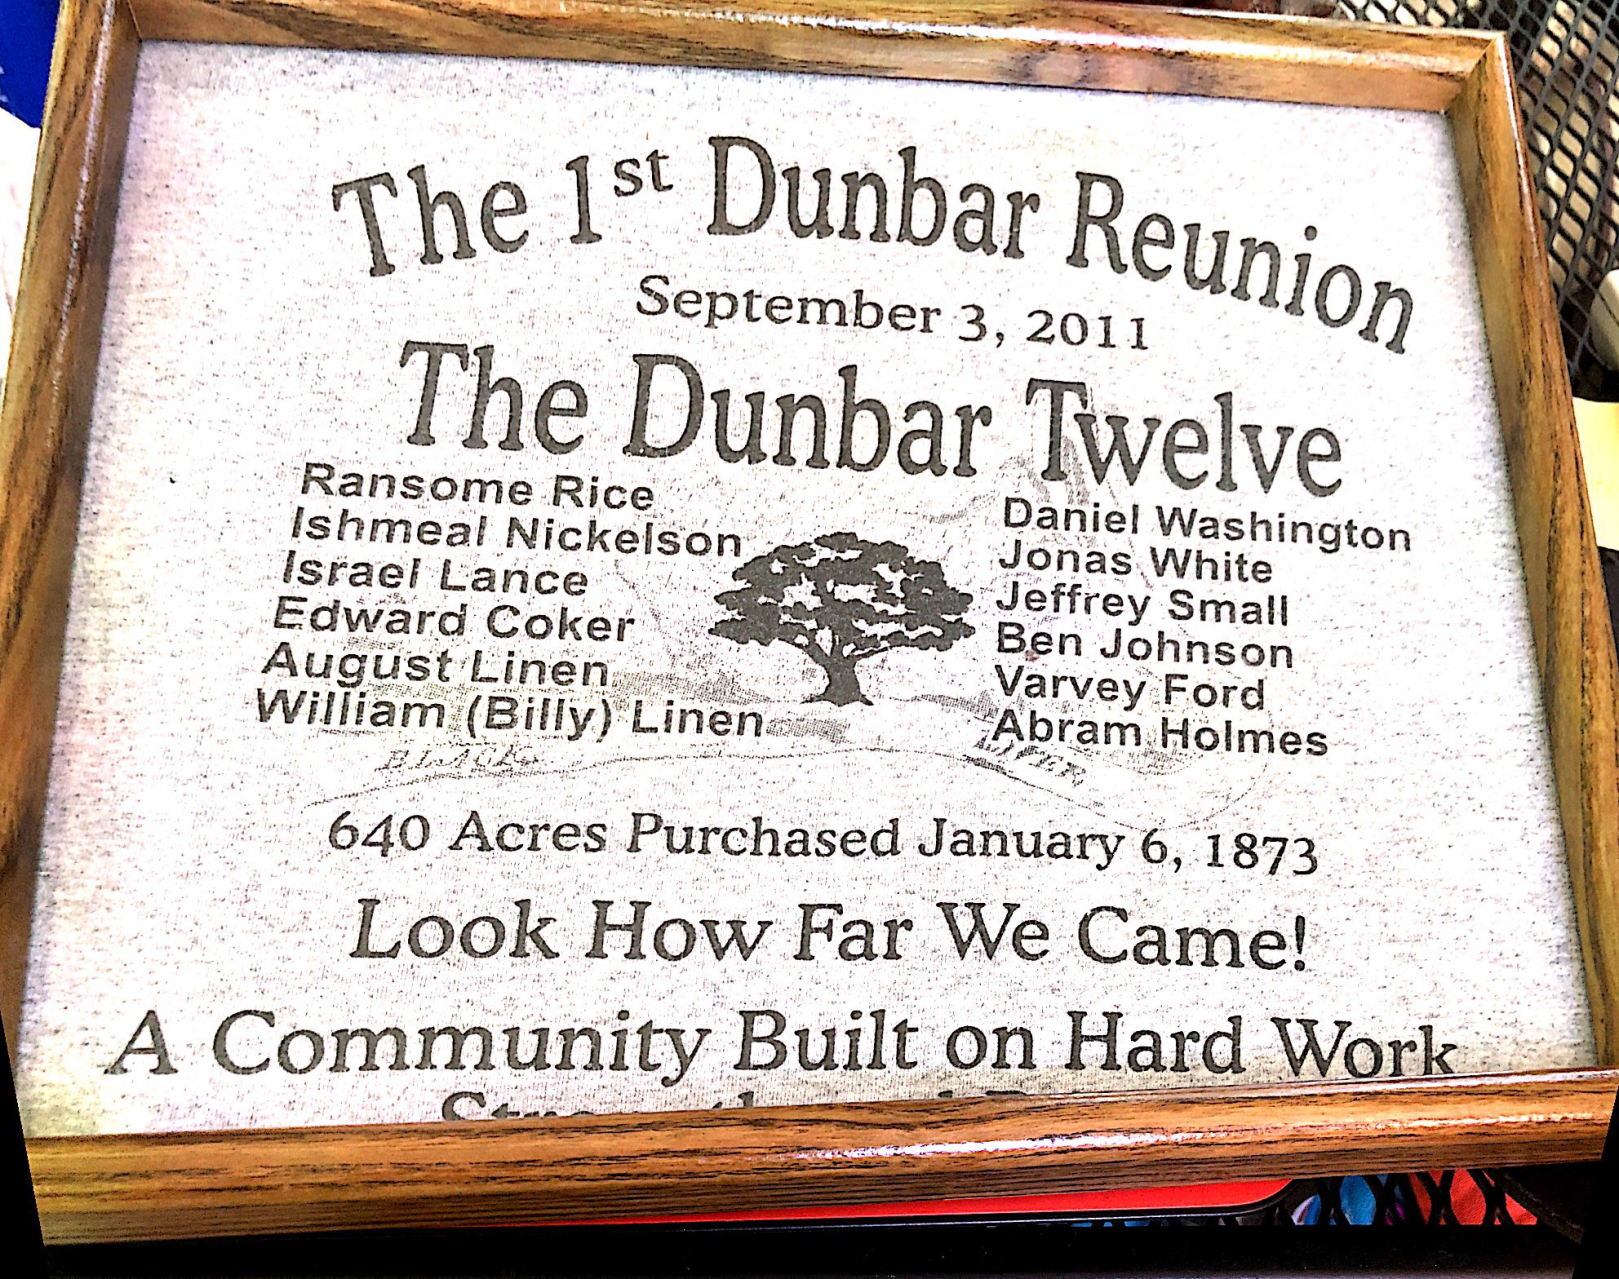 The 1st Dunbar Reunion
September 3, 2011
The Dunbar Twelve
Ransome Rice
Ishmeal Nickelson
Israel Lance
Edward Coker
August Linen
William (Billy) Linen
Daniel Washington
Jonas White
Jeffrey Small
Ben Johnson
Varvey Ford
Abram Holmes
BLACK RIVER
640 Acres Purchased January 6, 1873
Look How Far We Came!
A Community Built on Hard Work